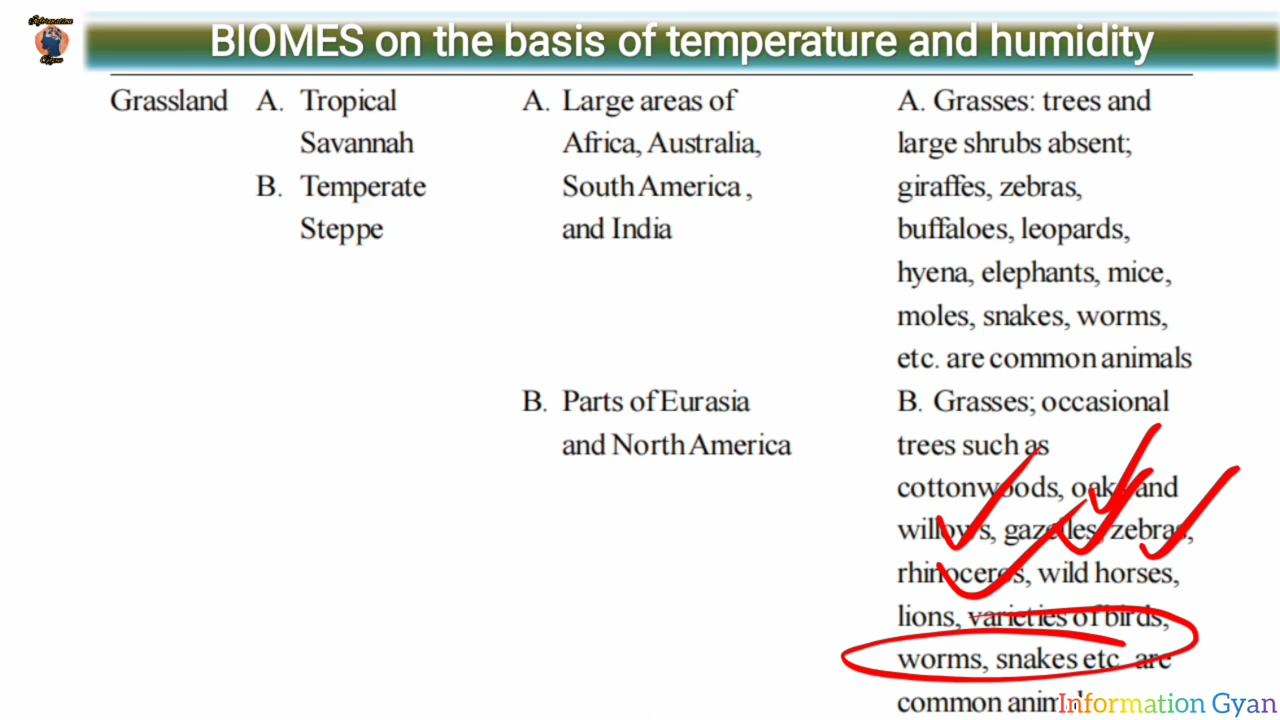 Information
Gyan
BIOMES on the basis of temperature and humidity
Grassland A. Tropical
Savannah
B. Temperate
Steppe
A. Large areas of
Africa, Australia,
South America ,
and India
B. Parts of Eurasia
and North America
A. Grasses: trees and
large shrubs absent;
giraffes, zebras,
buffaloes, leopards,
hyena, elephants, mice,
moles, snakes, worms,
etc. are common animals
B. Grasses; occasional
trees such as
cottonwoods, oaks and
willows, gazelles, zebras,
rhinoceros, wild horses,
lions, varieties of birds,
worms, snakes etc. are
common
Information Gyan